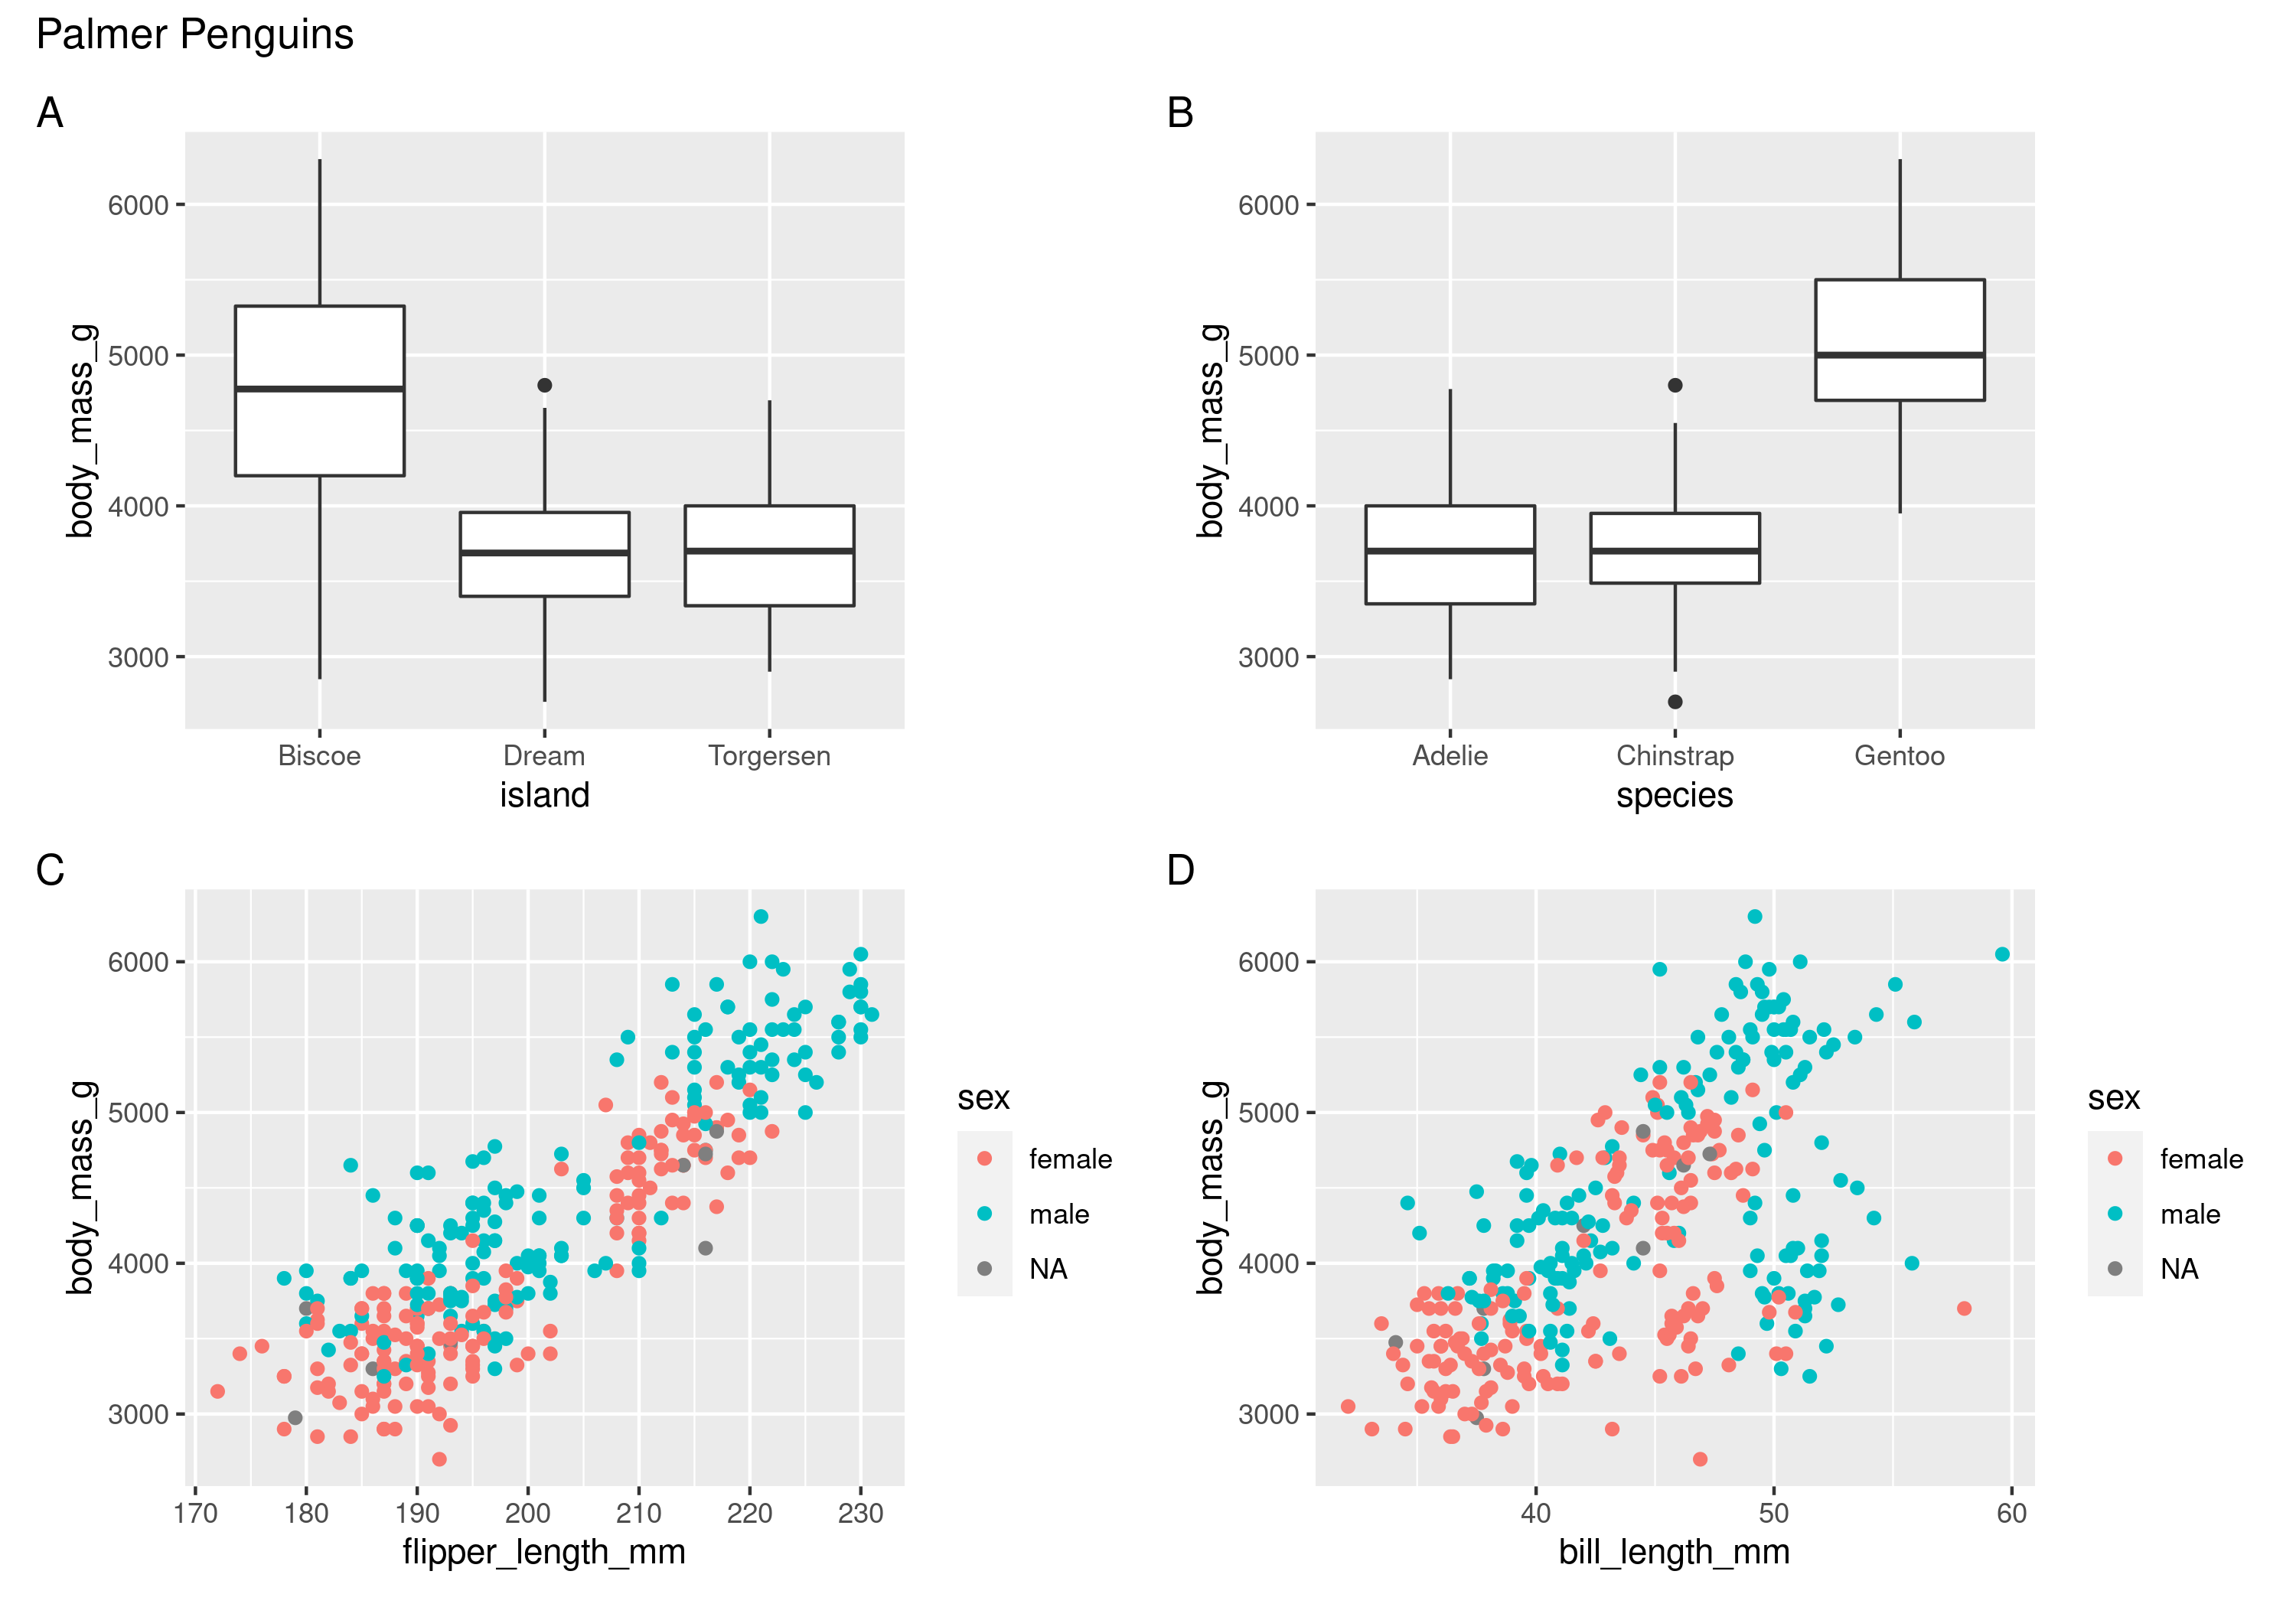 Palmer Penguins
A
body_mass_g
6000
5000
4000
3000
Biscoe Dream Torgersen
island
B
body_mass_g
6000
5000
4000
3000
Adelie Chinstrap Gentoo
species
C
body_mass_g
6000
5000
4000
3000
170 180 190 200 210 220 230
flipper_length_mm
sex
female
male
NA
D
body_mass_g
6000
5000
4000
3000
40 50 60
bill_length_mm
sex
female
male
NA